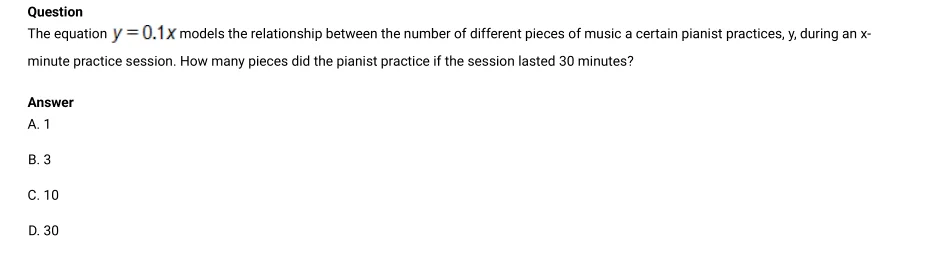 Question
The equation y = 0.1x models the relationship between the number of different pieces of music a certain pianist practices, y, during an x-
minute practice session. How many pieces did the pianist practice if the session lasted 30 minutes?
Answer
A. 1
B. 3
C. 10
D. 30